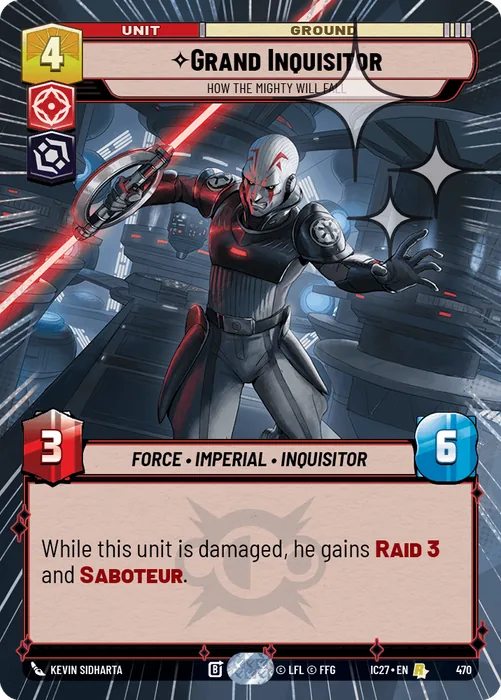 UNIT
GROUND
4
✧GRAND INQUISITOR
HOW THE MIGHTY WILL FALL
3
6
FORCE • IMPERIAL • INQUISITOR
While this unit is damaged, he gains RAID 3
and SABOTEUR.
KEVIN SIDHARTA
B
© LFL © FFG
IC27 • EN
R
470